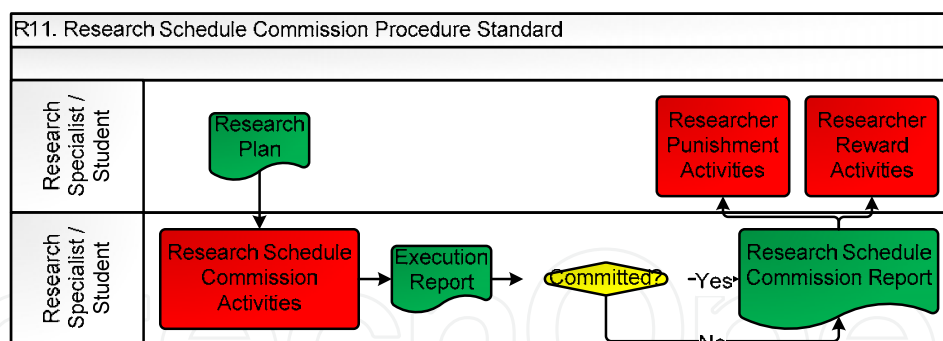 R11. Research Schedule Commission Procedure Standard
Research
Specialist /
Student
Research
Plan
Researcher
Punishment
Activities
Researcher
Reward
Activities
Research
Specialist /
Student
Research Schedule
Commission
Activities
Execution
Report
Committed?
Yes
Research Schedule
Commission Report
No